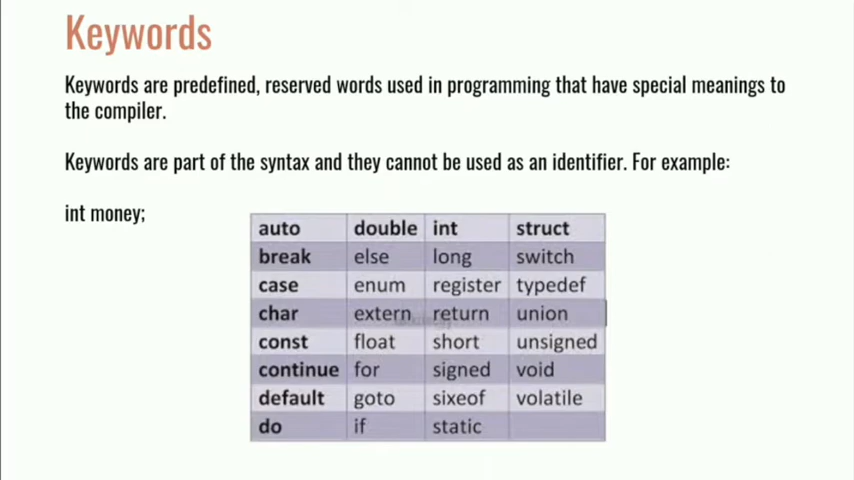 Keywords
Keywords are predefined, reserved words used in programming that have special meanings to
the compiler.
Keywords are part of the syntax and they cannot be used as an identifier. For example:
int money;
auto double int struct
break else long switch
case enum register typedef
char extern return union
const float short unsigned
continue for signed void
default goto sixeof volatile
do if static